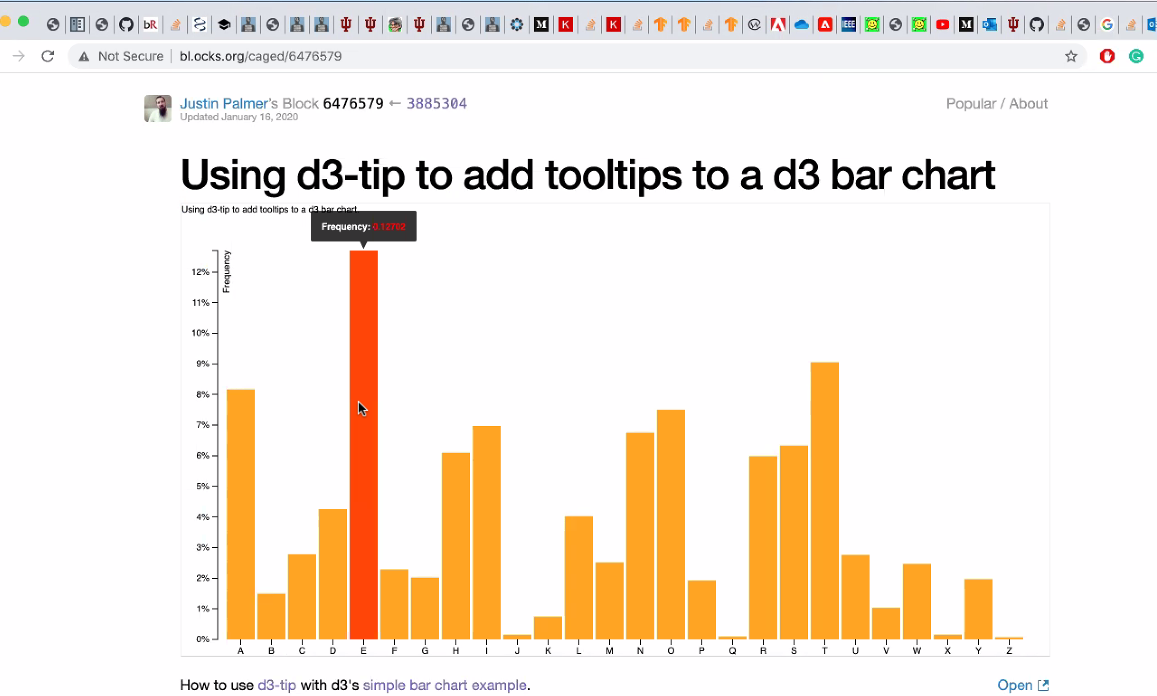 bR
M
K
K
IEEE
M
G
Not Secure | bl.ocks.org/caged/6476579
Justin Palmer's Block 6476579 ← 3885304
Popular / About
Updated January 16, 2020
Using d3-tip to add tooltips to a d3 bar chart
Using d3-tip to add tooltips to a d3 bar chart.
Frequency: 0.12702
Frequency
12%
11%
10%
9%
8%
7%
6%
5%
4%
3%
2%
1%
0%
A B C D E F G H I J K L M N O P Q R S T U V W X Y Z
How to use d3-tip with d3's simple bar chart example.
Open